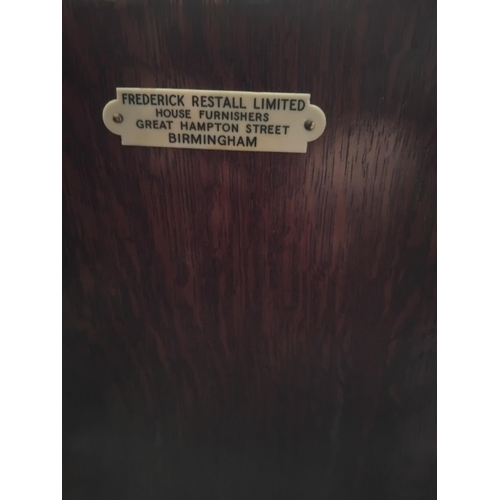 FREDERICK RESTALL LIMITED
HOUSE FURNISHERS
GREAT HAMPTON STREET
BIRMINGHAM